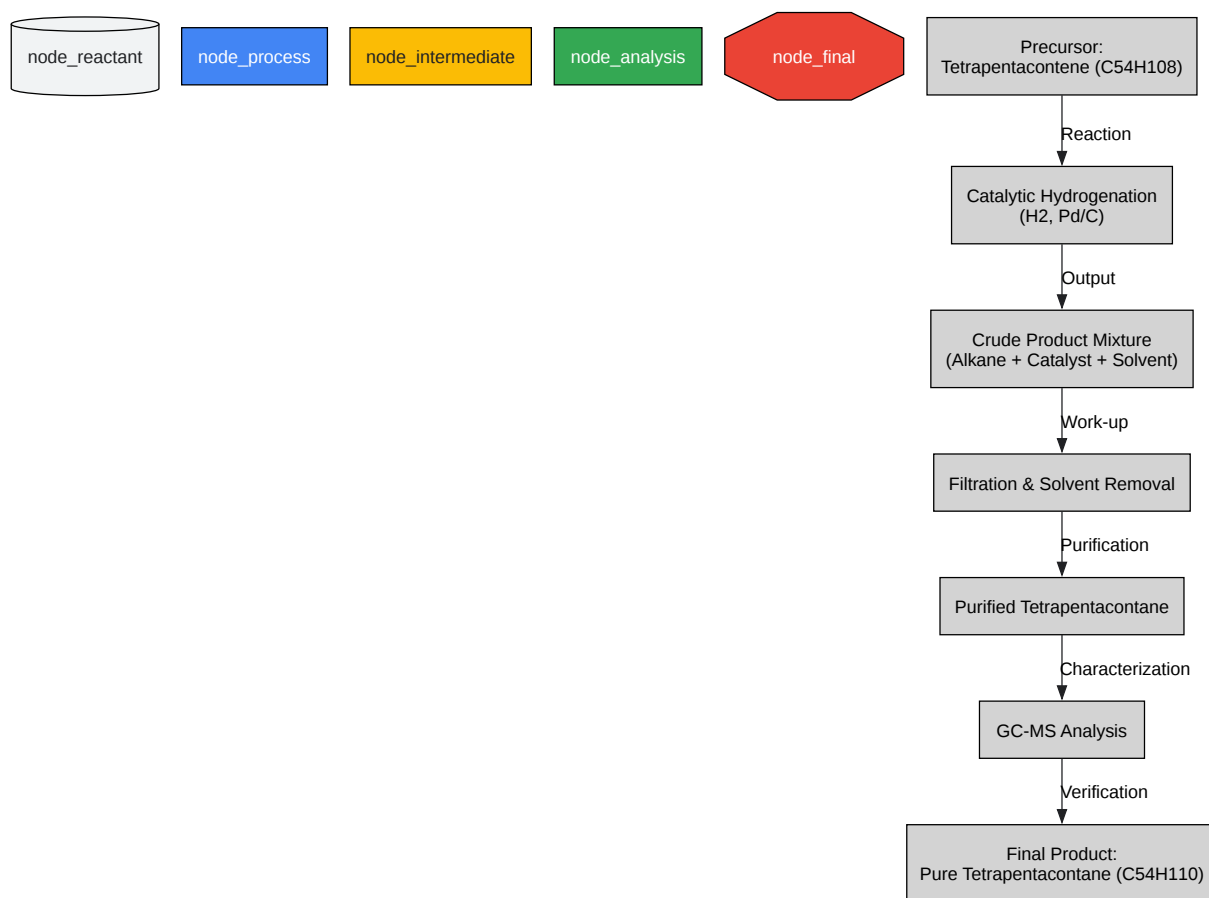 node_reactant
node_process
node_intermediate
node_analysis
node_final
Precursor:
Tetrapentacontene (C54H108)
Reaction
Catalytic Hydrogenation
(H2, Pd/C)
Output
Crude Product Mixture
(Alkane + Catalyst + Solvent)
Work-up
Filtration & Solvent Removal
Purification
Purified Tetrapentacontane
Characterization
GC-MS Analysis
Verification
Final Product:
Pure Tetrapentacontane (C54H110)